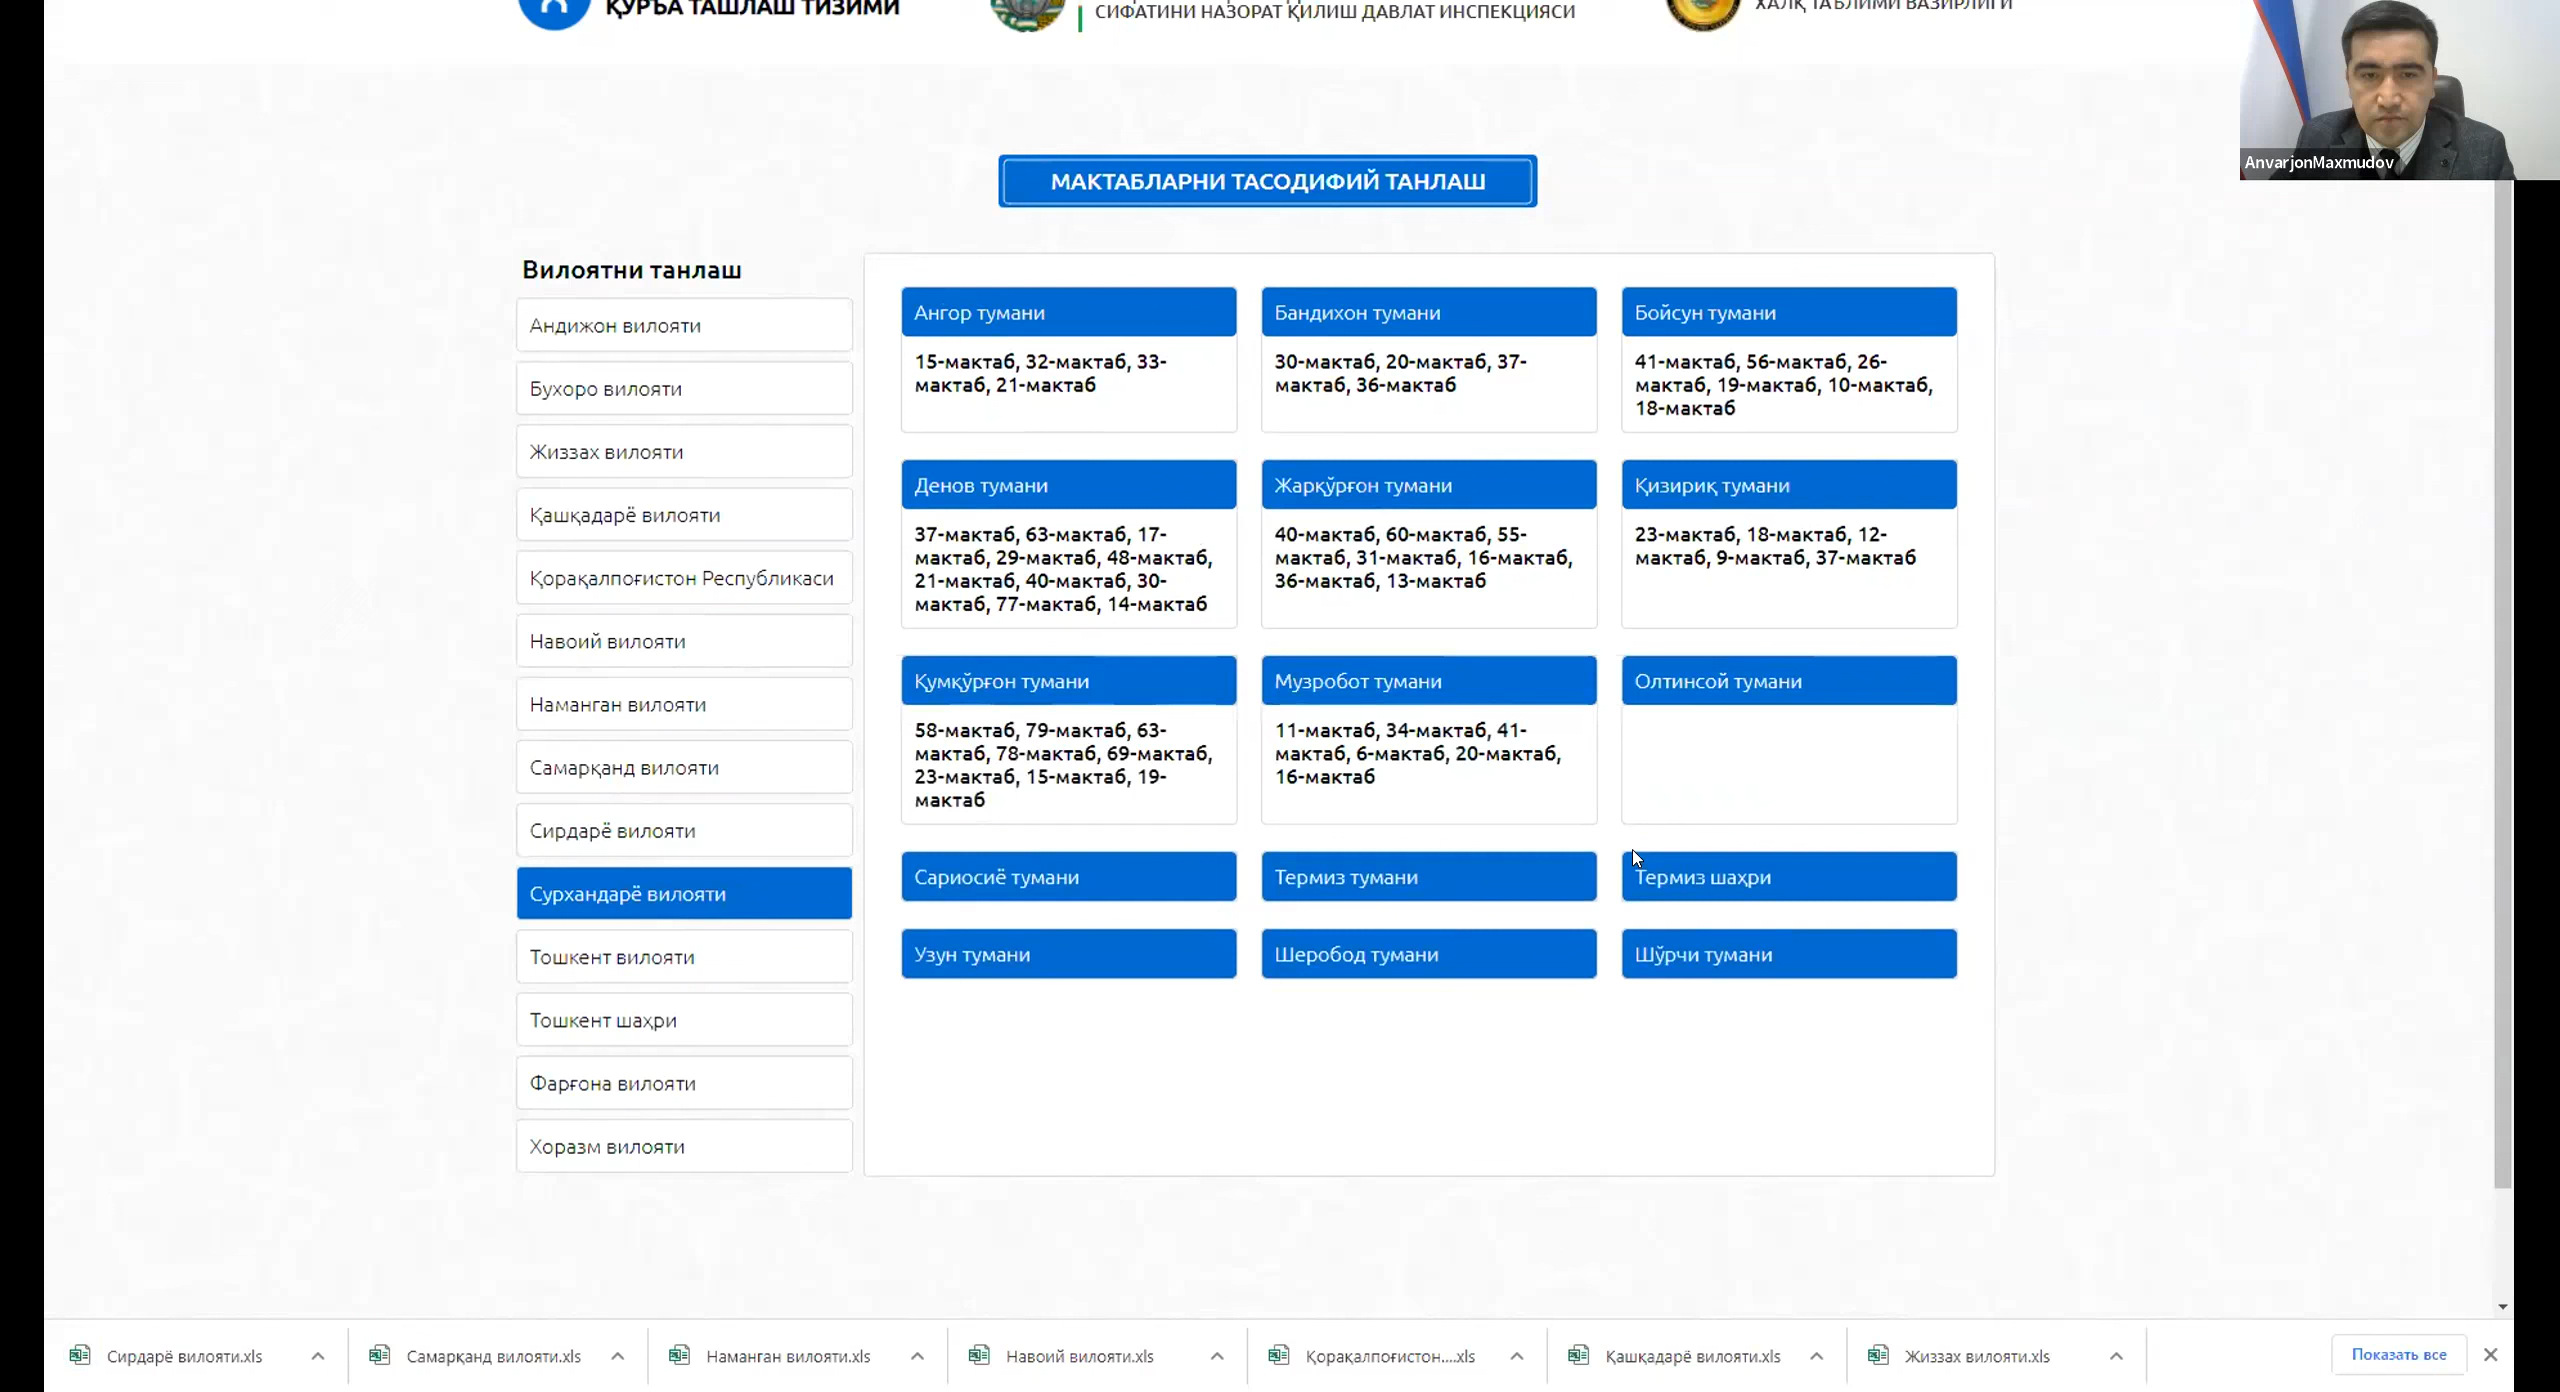 ҚУРЪА ТАШЛАШ ТИЗИМИ
СИФАТИНИ НАЗОРАТ ҚИЛИШ ДАВЛАТ ИНСПЕКЦИЯСИ
ХАЛҚ ТАЪЛИМИ ВАЗИРЛИГИ
AnvarjonMaxmudov
МАКТАБЛАРНИ ТАСОДИФИЙ ТАНЛАШ
Вилоятни танлаш
Андижон вилояти
Бухоро вилояти
Жиззах вилояти
Қашқадарё вилояти
Қорақалпоғистон Республикаси
Навоий вилояти
Наманган вилояти
Самарқанд вилояти
Сирдарё вилояти
Сурхандарё вилояти
Тошкент вилояти
Тошкент шаҳри
Фарғона вилояти
Хоразм вилояти
Ангор тумани
15-мактаб, 32-мактаб, 33-
мактаб, 21-мактаб
Бандихон тумани
30-мактаб, 20-мактаб, 37-
мактаб, 36-мактаб
Бойсун тумани
41-мактаб, 56-мактаб, 26-
мактаб, 19-мактаб, 10-мактаб,
18-мактаб
Денов тумани
37-мактаб, 63-мактаб, 17-
мактаб, 29-мактаб, 48-мактаб,
21-мактаб, 40-мактаб, 30-
мактаб, 77-мактаб, 14-мактаб
Жарқўрғон тумани
40-мактаб, 60-мактаб, 55-
мактаб, 31-мактаб, 16-мактаб,
36-мактаб, 13-мактаб
Қизириқ тумани
23-мактаб, 18-мактаб, 12-
мактаб, 9-мактаб, 37-мактаб
Қумқўрғон тумани
58-мактаб, 79-мактаб, 63-
мактаб, 78-мактаб, 69-мактаб,
23-мактаб, 15-мактаб, 19-
мактаб
Музробот тумани
11-мактаб, 34-мактаб, 41-
мактаб, 6-мактаб, 20-мактаб,
16-мактаб
Олтинсой тумани
Сариосиё тумани
Термиз тумани
Термиз шаҳри
Узун тумани
Шеробод тумани
Шўрчи тумани
Сирдарё вилояти.xls
Самарқанд вилояти.xls
Наманган вилояти.xls
Навоий вилояти.xls
Қорақалпоғистон....xls
Қашқадарё вилояти.xls
Жиззах вилояти.xls
Показать все